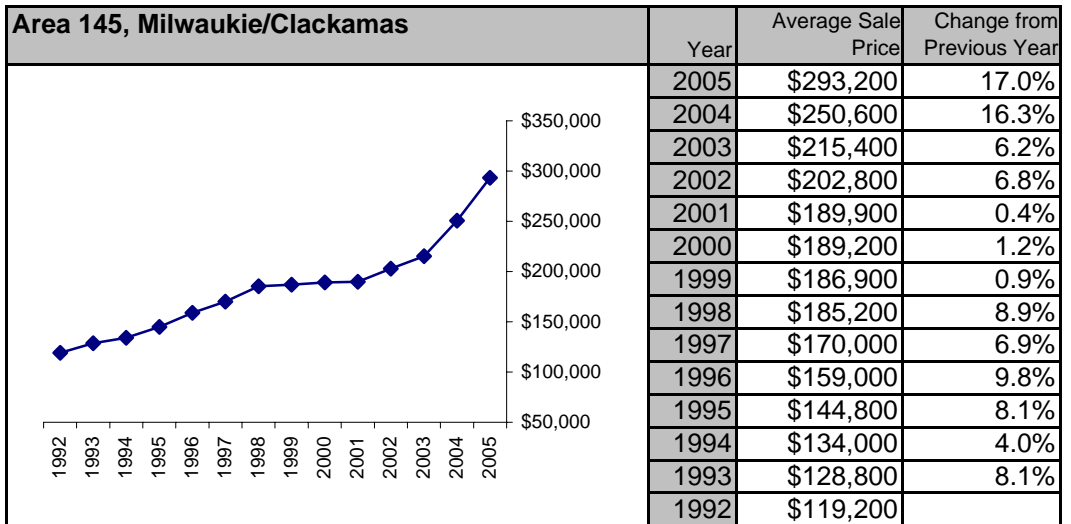 Area 145, Milwaukie/Clackamas
Year Average Sale Price Change from Previous Year
2005 $293,200 17.0%
2004 $250,600 16.3%
2003 $215,400 6.2%
2002 $202,800 6.8%
2001 $189,900 0.4%
2000 $189,200 1.2%
1999 $186,900 0.9%
1998 $185,200 8.9%
1997 $170,000 6.9%
1996 $159,000 9.8%
1995 $144,800 8.1%
1994 $134,000 4.0%
1993 $128,800 8.1%
1992 $119,200
$350,000
$300,000
$250,000
$200,000
$150,000
$100,000
$50,000
1992 1993 1994 1995 1996 1997 1998 1999 2000 2001 2002 2003 2004 2005